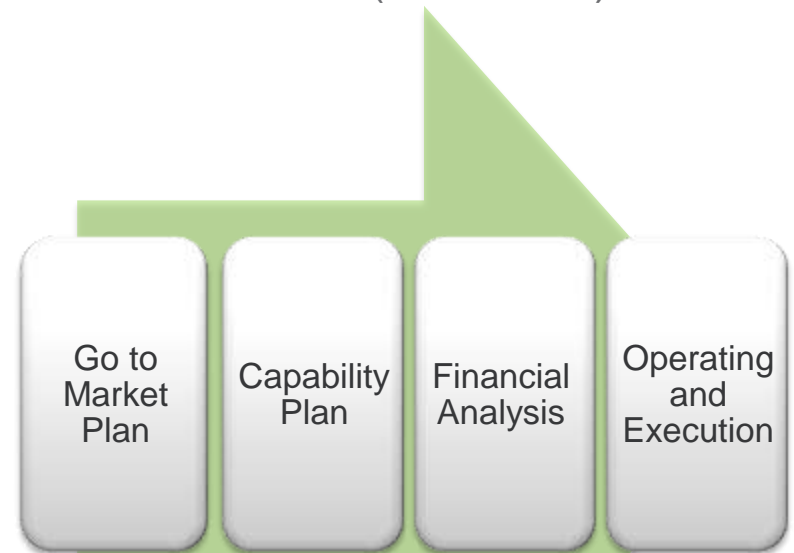 Go to
Market
Plan
Capability
Plan
Financial
Analysis
Operating
and
Execution